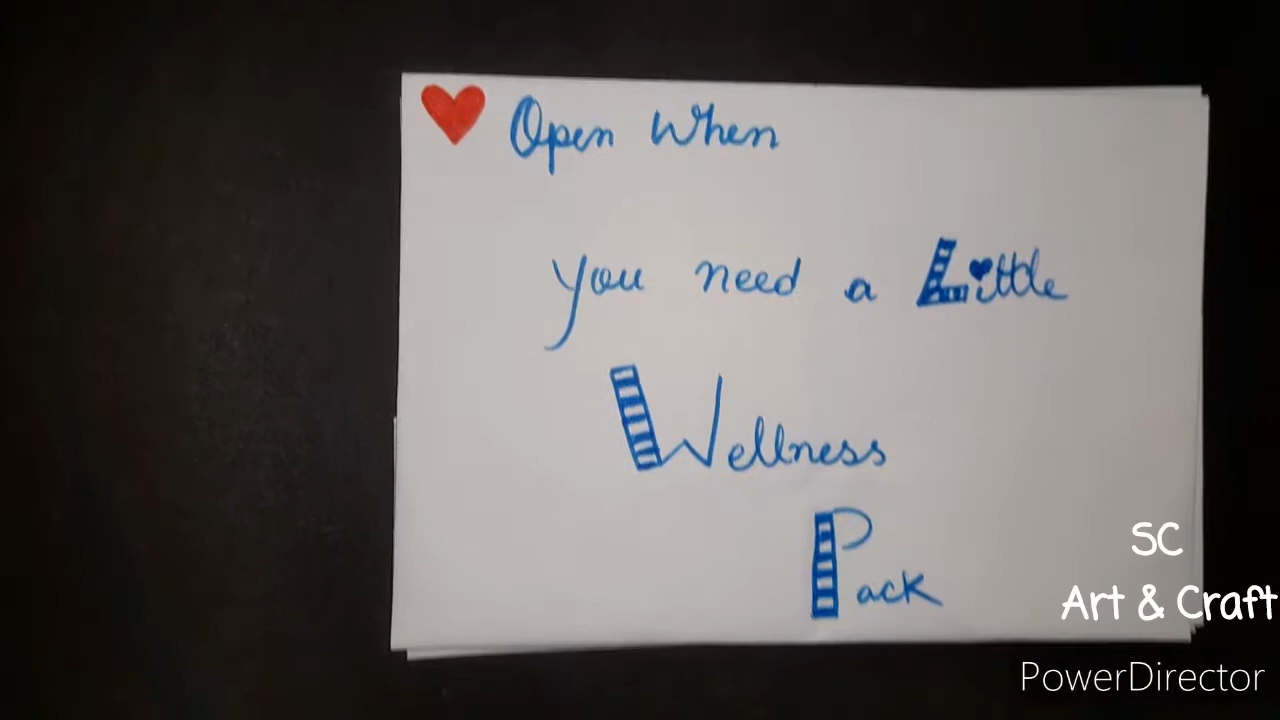 Open When
you need a Little
Wellness
Pack
SC
Art & Craft
PowerDirector